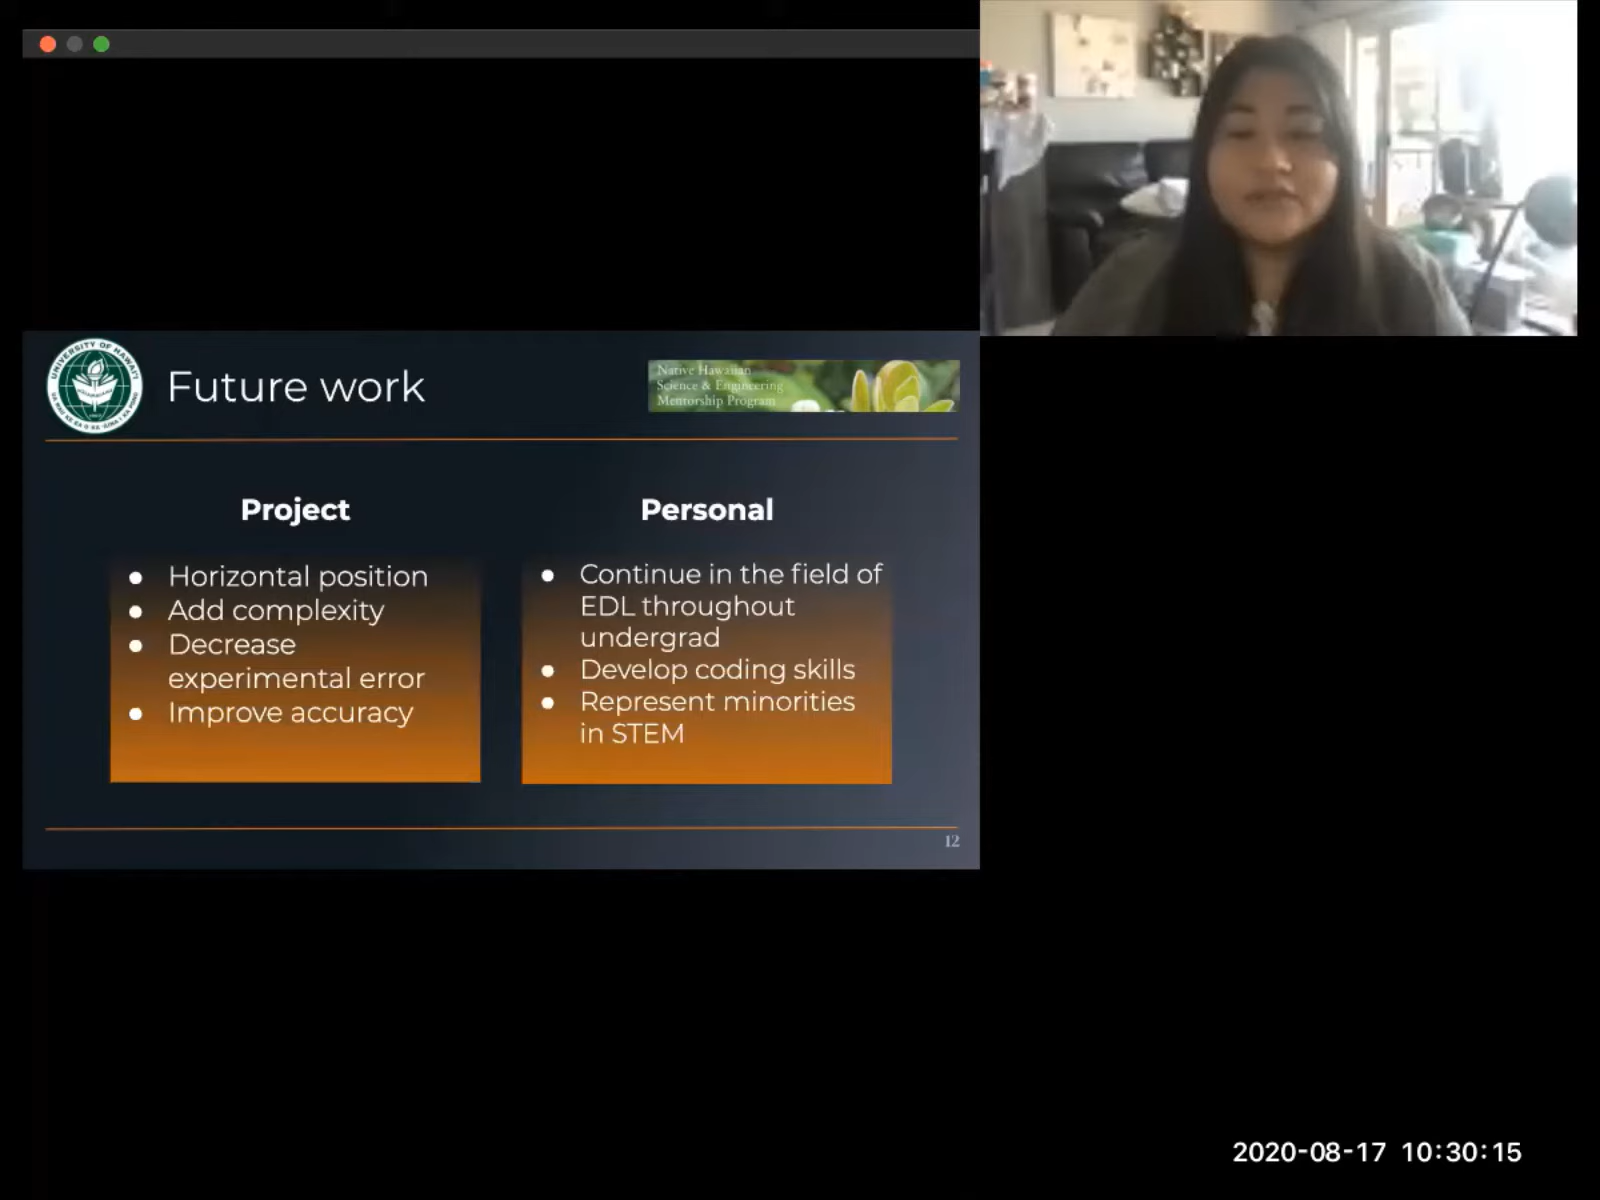 UNIVERSITY OF HAWAI'I
Future work
Native Hawaiian
Science & Engineering
Mentorship Program
Project
● Horizontal position
● Add complexity
● Decrease
experimental error
● Improve accuracy
Personal
● Continue in the field of
EDL throughout
undergrad
● Develop coding skills
● Represent minorities
in STEM
12
2020-08-17 10:30:15